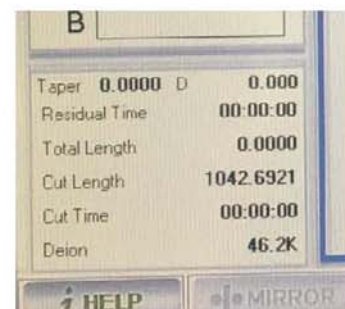 B
Taper 0.0000 D 0.000
Residual Time 00:00:00
Total Length 0.0000
Cut Length 1042.6921
Cut Time 00:00:00
Deion 46.2K
i HELP MIRROR